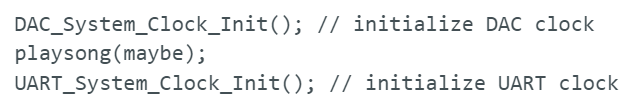 DAC_System_Clock_Init(); // initialize DAC clock
playsong(maybe);
UART_System_Clock_Init(); // initialize UART clock